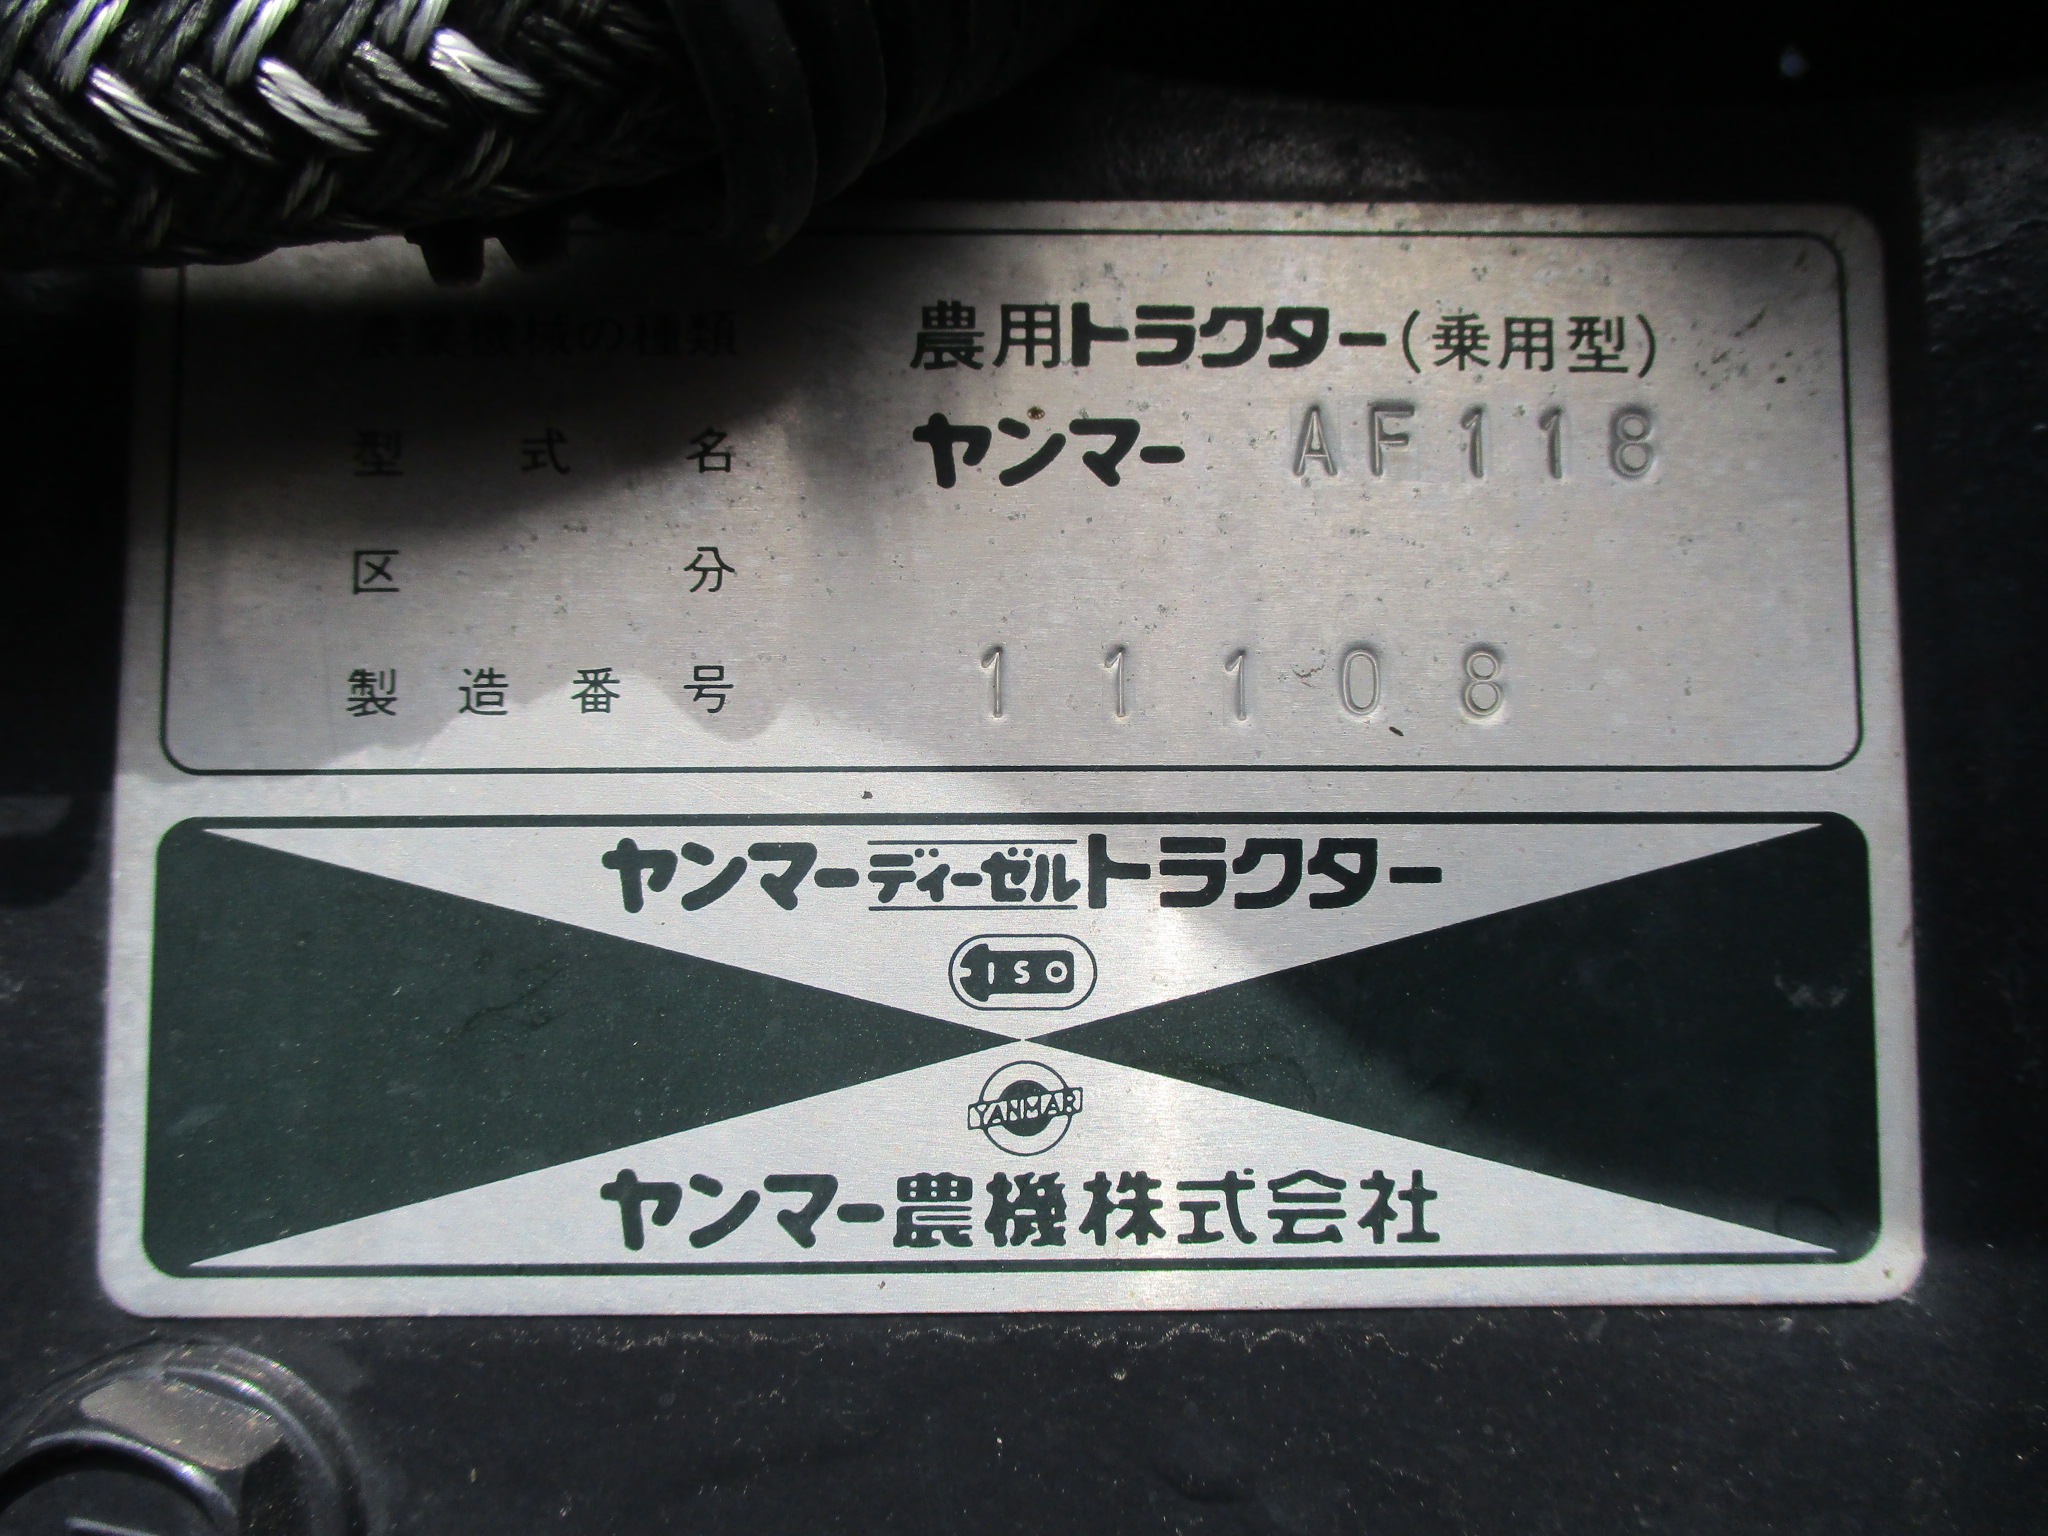 農業機械の種類 農用トラクター(乗用型)
型式名 ヤンマー AF118
区分
製造番号 11108
ヤンマーディーゼルトラクター
ISO
YANMAR
ヤンマー農機株式会社